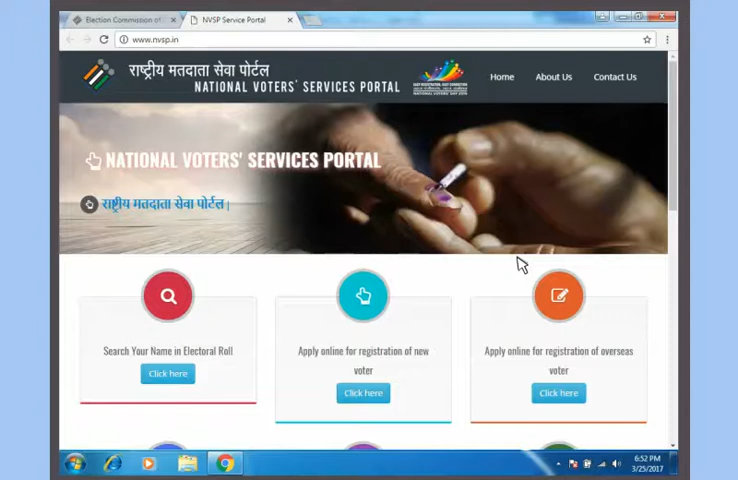 Election Commission of
NVSP Service Portal
www.nvsp.in
राष्ट्रीय मतदाता सेवा पोर्टल
NATIONAL VOTERS' SERVICES PORTAL
Home
About Us
Contact Us
NATIONAL VOTERS' SERVICES PORTAL
राष्ट्रीय मतदाता सेवा पोर्टल|
Search Your Name in Electoral Roll
Click here
Apply online for registration of new
voter
Click here
Apply online for registration of overseas
voter
Click here
6:52 PM
3/25/2017